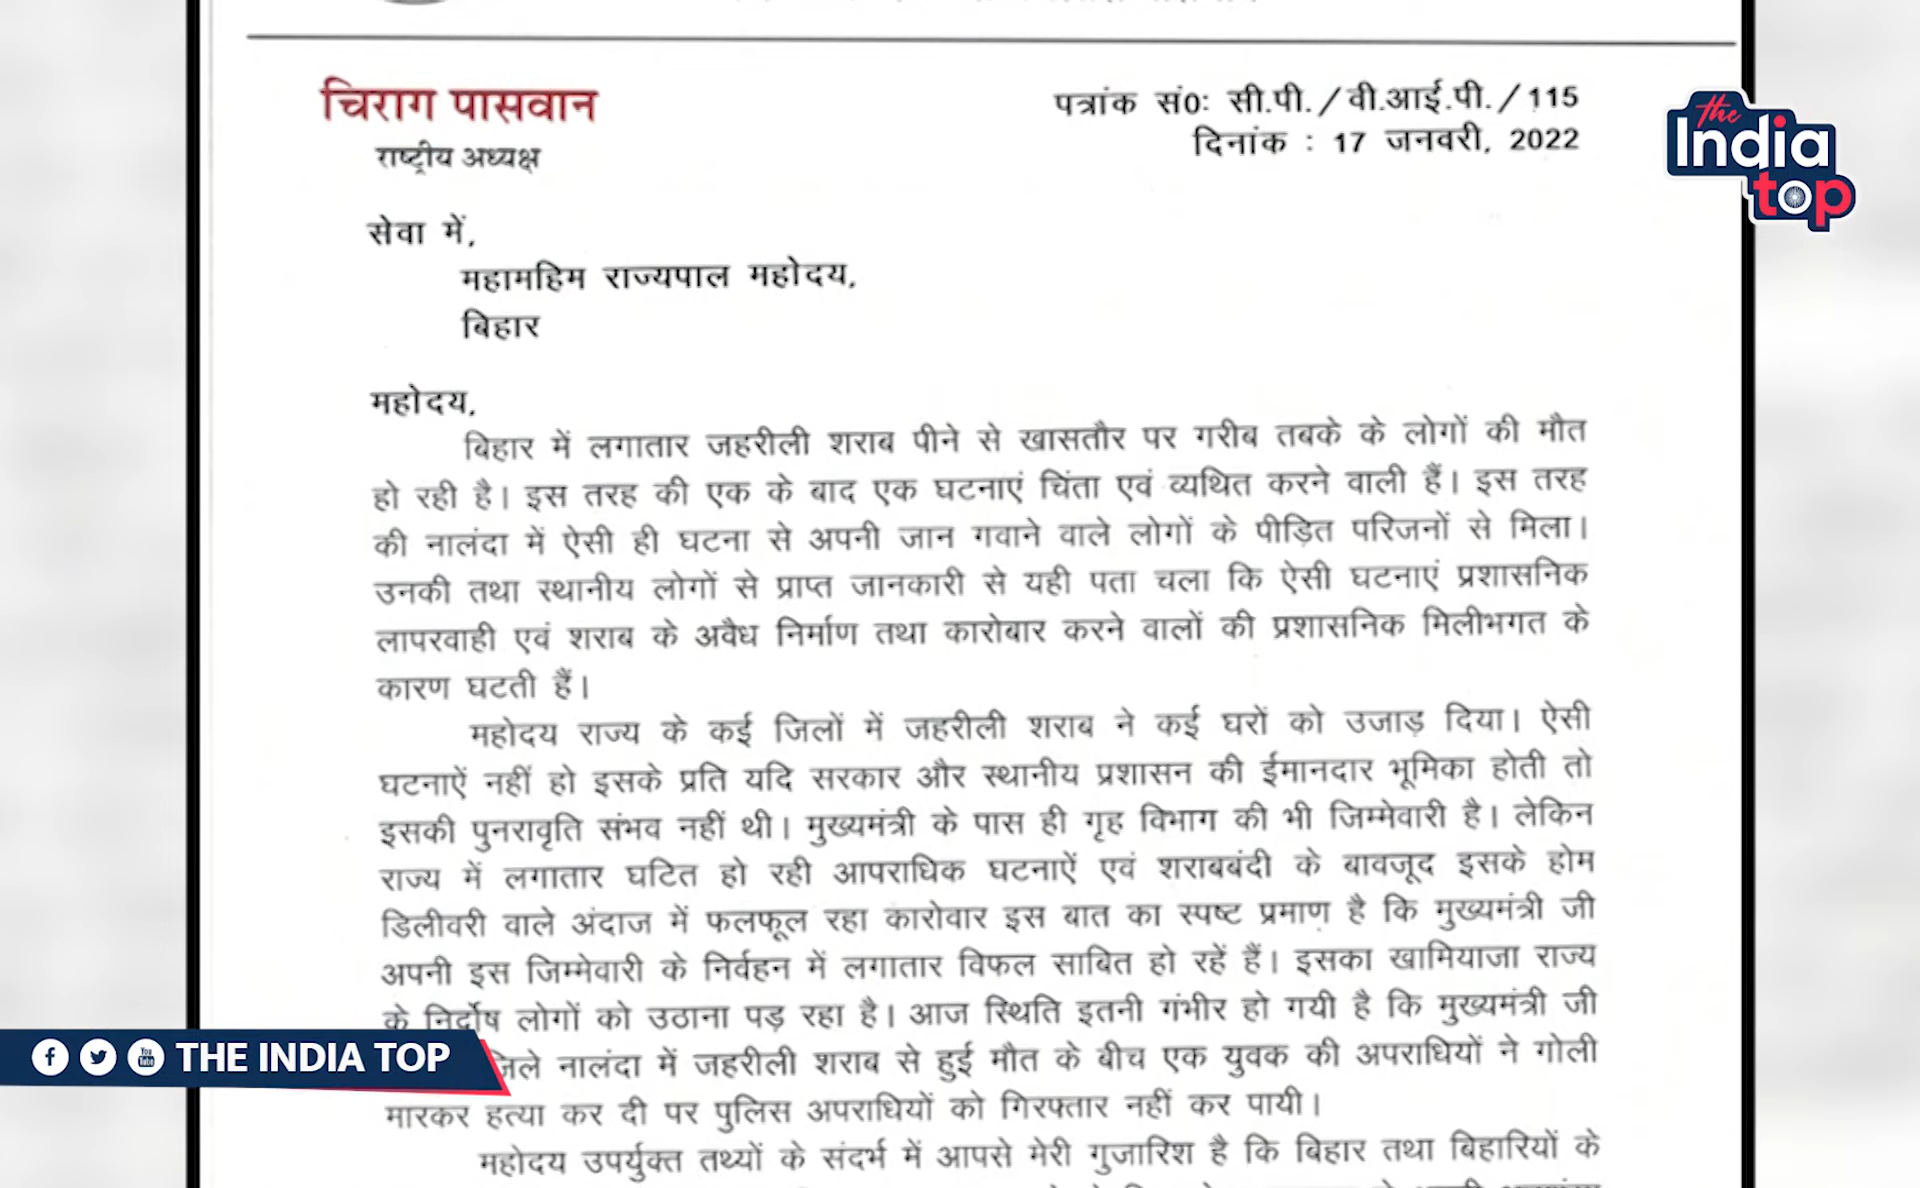 चिराग पासवान
राष्ट्रीय अध्यक्ष
पत्रांक सं0: सी.पी./वी.आई.पी./115
दिनांक : 17 जनवरी, 2022
the
India
top
सेवा में,
महामहिम राज्यपाल महोदय,
बिहार
महोदय,
बिहार में लगातार जहरीली शराब पीने से खासतौर पर गरीब तबके के लोगों की मौत
हो रही है। इस तरह की एक के बाद एक घटनाएं चिंता एवं व्यथित करने वाली हैं। इस तरह
की नालंदा में ऐसी ही घटना से अपनी जान गवाने वाले लोगों के पीड़ित परिजनों से मिला।
उनकी तथा स्थानीय लोगों से प्राप्त जानकारी से यही पता चला कि ऐसी घटनाएं प्रशासनिक
लापरवाही एवं शराब के अवैध निर्माण तथा कारोबार करने वालों की प्रशासनिक मिलीभगत के
कारण घटती हैं।
महोदय राज्य के कई जिलों में जहरीली शराब ने कई घरों को उजाड़ दिया। ऐसी
घटनाऐं नहीं हो इसके प्रति यदि सरकार और स्थानीय प्रशासन की ईमानदार भूमिका होती तो
इसकी पुनरावृति संभव नहीं थी। मुख्यमंत्री के पास ही गृह विभाग की भी जिम्मेवारी है। लेकिन
राज्य में लगातार घटित हो रही आपराधिक घटनाऐं एवं शराबबंदी के बावजूद इसके होम
डिलीवरी वाले अंदाज में फलफूल रहा कारोवार इस बात का स्पष्ट प्रमाण है कि मुख्यमंत्री जी
अपनी इस जिम्मेवारी के निर्वहन में लगातार विफल साबित हो रहें हैं। इसका खामियाजा राज्य
के निर्दोष लोगों को उठाना पड़ रहा है। आज स्थिति इतनी गंभीर हो गयी है कि मुख्यमंत्री जी
जिले नालंदा में जहरीली शराब से हुई मौत के बीच एक युवक की अपराधियों ने गोली
मारकर हत्या कर दी पर पुलिस अपराधियों को गिरफ्तार नहीं कर पायी।
महोदय उपर्युक्त तथ्यों के संदर्भ में आपसे मेरी गुजारिश है कि बिहार तथा बिहारियों के
You Tube
THE INDIA TOP